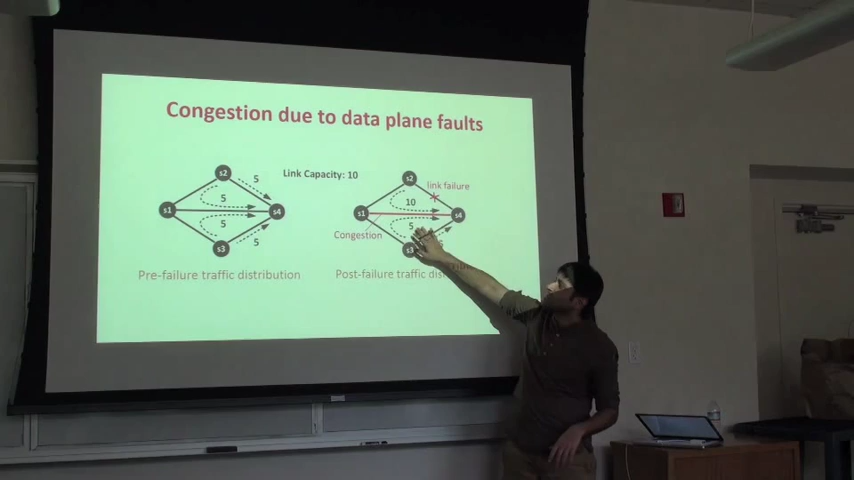 Congestion due to data plane faults
s2
5
5
s1
s4
5
s3
5
Pre-failure traffic distribution
Link Capacity: 10
s2
link failure
10
s1
s4
5
Congestion
s3
Post-failure traffic